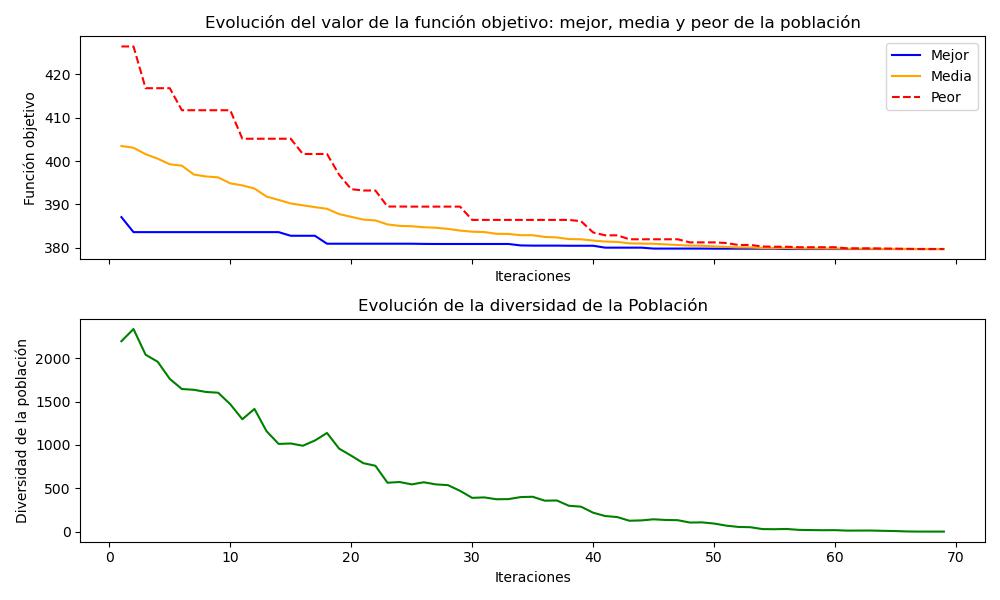 Evolución del valor de la función objetivo: mejor, media y peor de la población
Función objetivo
420
410
400
390
380
Mejor
Media
Peor
Iteraciones
Evolución de la diversidad de la Población
Diversidad de la población
2000
1500
1000
500
0
0 10 20 30 40 50 60 70
Iteraciones